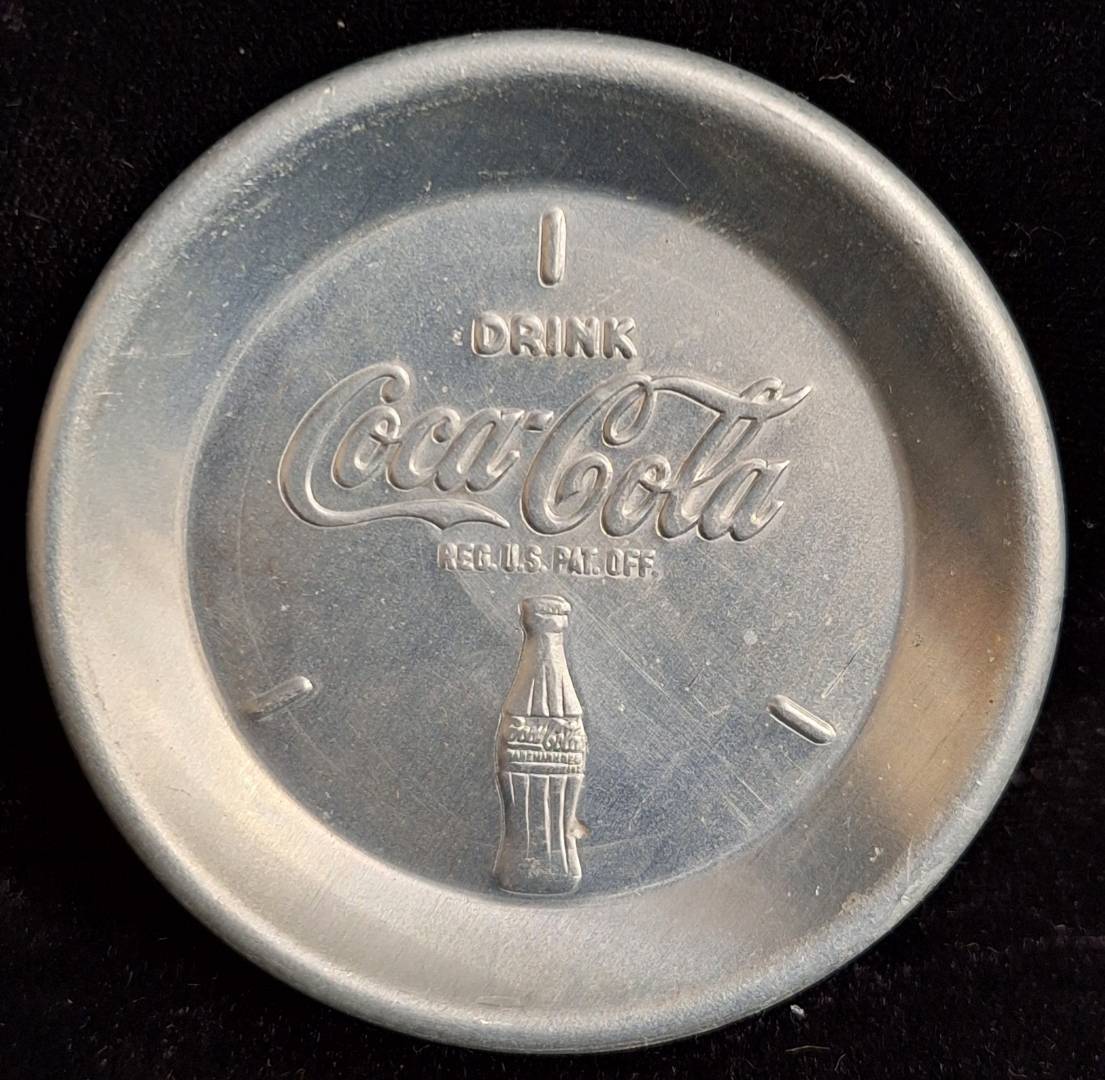 DRINK
Coca-Cola
REG. U.S. PAT. OFF.
Coca-Cola